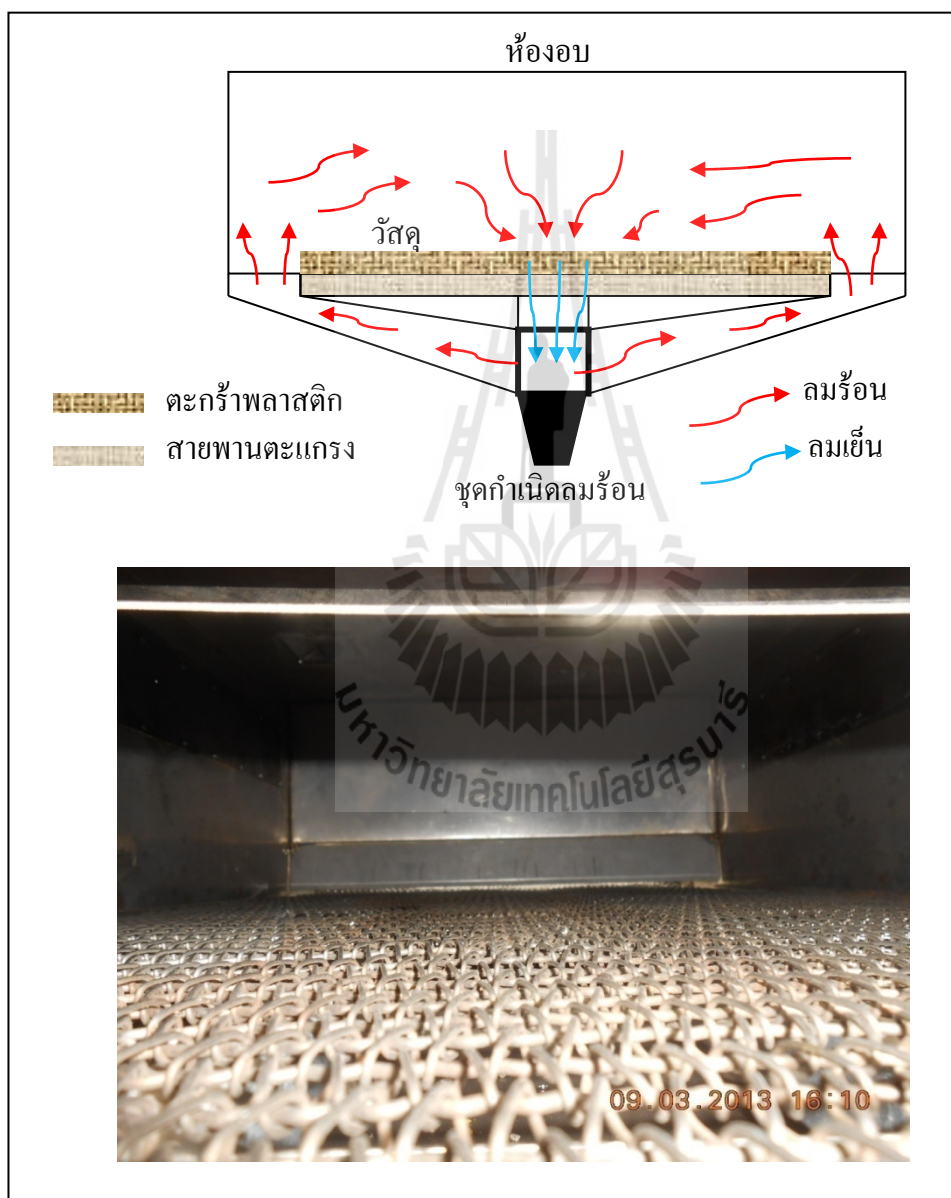 ห้องอบ
วัสดุ
ตะกร้าพลาสติก
สายพานตะแกรง
ลมร้อน
ลมเย็น
ชุดกำเนิดลมร้อน
มหาวิทยาลัยเทคโนโลยีสุรนารี
09.03.2013 16:10